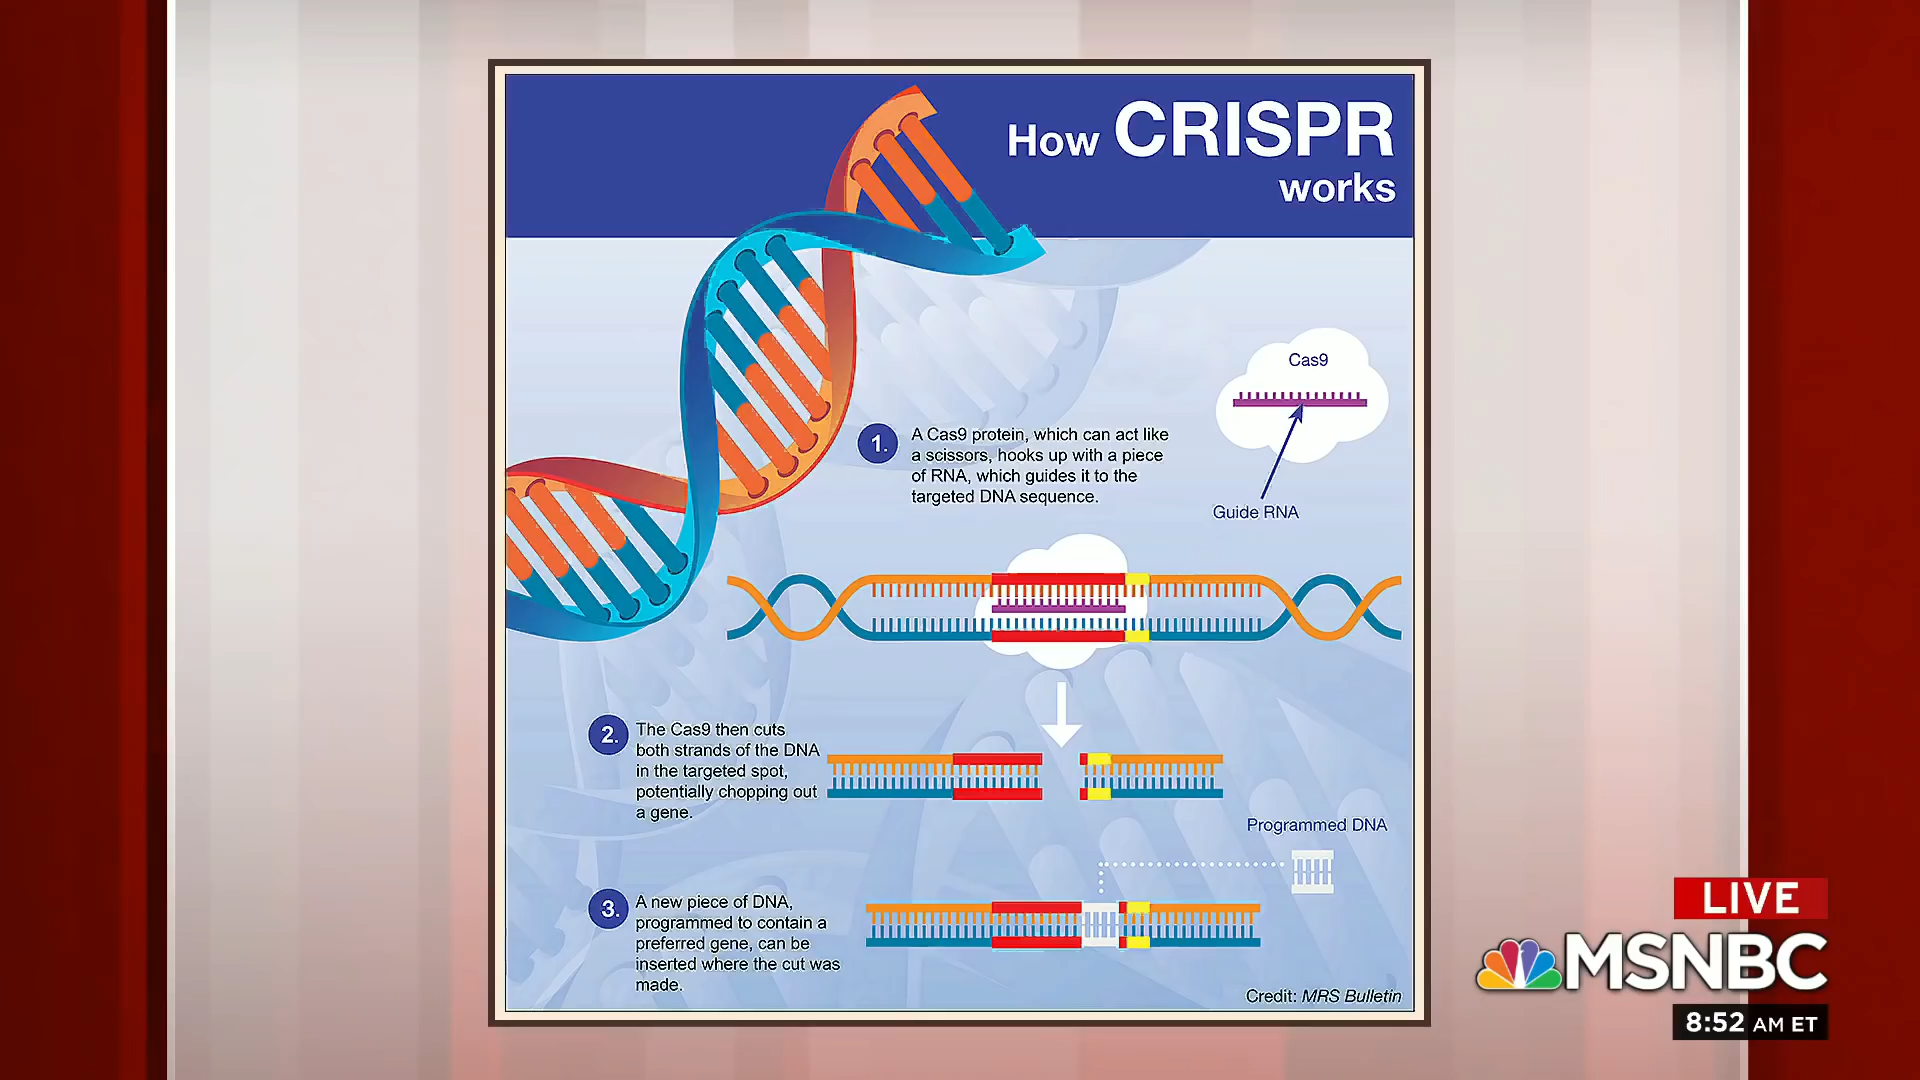 How CRISPR
works
Cas9
1.
A Cas9 protein, which can act like
a scissors, hooks up with a piece
of RNA, which guides it to the
targeted DNA sequence.
Guide RNA
2.
The Cas9 then cuts
both strands of the DNA
in the targeted spot,
potentially chopping out
a gene.
Programmed DNA
3.
A new piece of DNA,
programmed to contain a
preferred gene, can be
inserted where the cut was
made.
Credit: MRS Bulletin
LIVE
MSNBC
8:52 AM ET